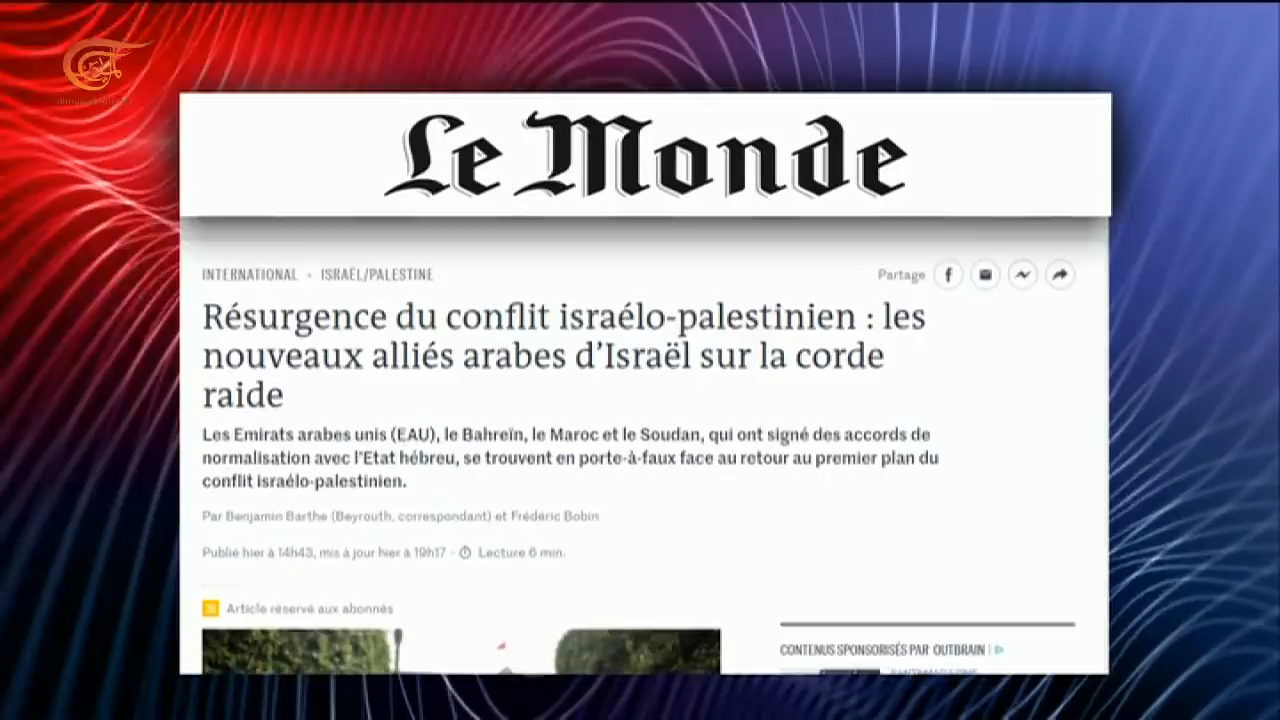 الميادين
Le Monde
INTERNATIONAL • ISRAËL/PALESTINE
Partage
Résurgence du conflit israélo-palestinien : les
nouveaux alliés arabes d’Israël sur la corde
raide
Les Emirats arabes unis (EAU), le Bahreïn, le Maroc et le Soudan, qui ont signé des accords de
normalisation avec l’Etat hébreu, se trouvent en porte-à-faux face au retour au premier plan du
conflit israélo-palestinien.
Par Benjamin Barthe (Beyrouth, correspondant) et Frédéric Bobin
Publié hier à 14h43, mis à jour hier à 19h17 · Lecture 6 min.
Article réservé aux abonnés
CONTENUS SPONSORISÉS PAR OUTBRAIN